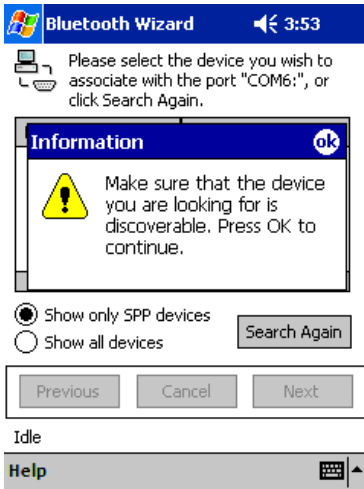 Bluetooth Wizard
3:53
Please select the device you wish to
associate with the port "COM6:", or
click Search Again.
Information
ok
Make sure that the device
you are looking for is
discoverable. Press OK to
continue.
Show only SPP devices
Show all devices
Search Again
Previous
Cancel
Next
Idle
Help